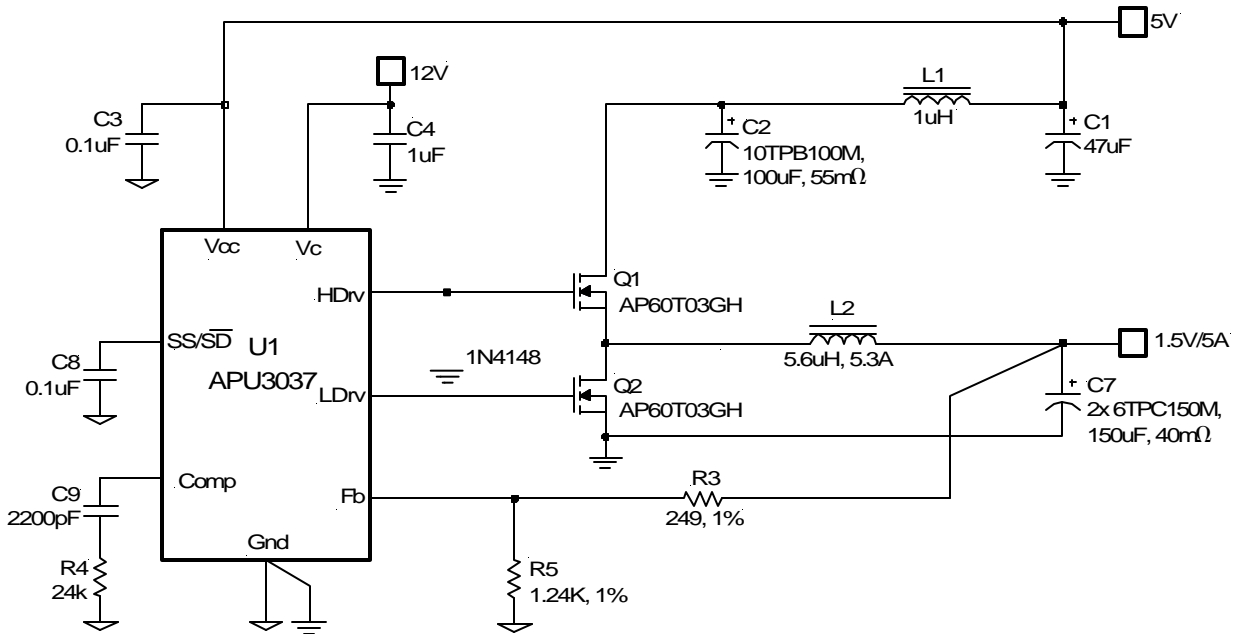 5V
12V
L1
1uH
C3
0.1uF
C4
1uF
C2
10TPB100M,
100uF, 55mΩ
C1
47uF
Vcc
Vc
HDrv
Q1
AP60T03GH
L2
5.6uH, 5.3A
1.5V/5A
SS/SD
U1
APU3037
C8
0.1uF
1N4148
LDrv
Q2
AP60T03GH
C7
2x 6TPC150M,
150uF, 40mΩ
Comp
Fb
C9
2200pF
R3
249, 1%
Gnd
R4
24k
R5
1.24K, 1%